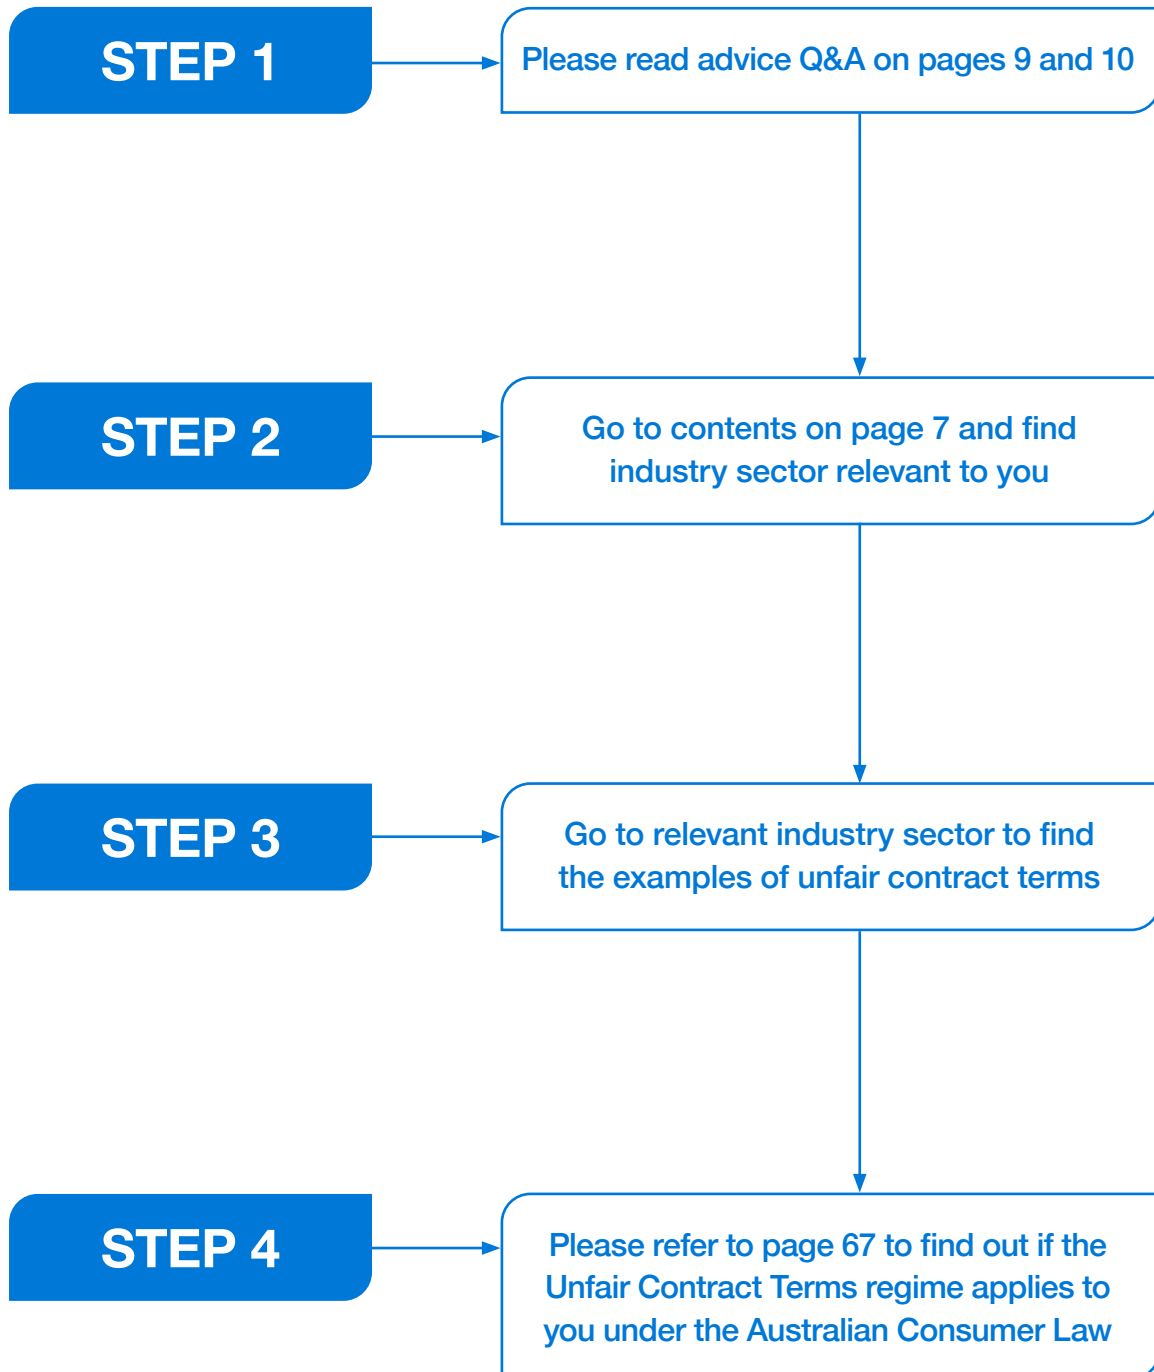 STEP 1
Please read advice Q&A on pages 9 and 10
STEP 2
Go to contents on page 7 and find
industry sector relevant to you
STEP 3
Go to relevant industry sector to find
the examples of unfair contract terms
STEP 4
Please refer to page 67 to find out if the
Unfair Contract Terms regime applies to
you under the Australian Consumer Law